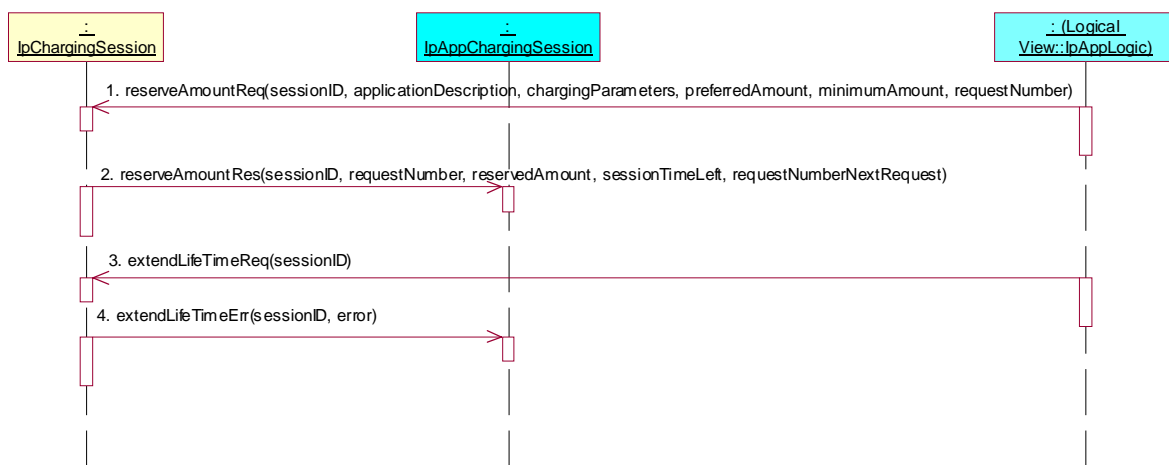 :
IpChargingSession
:
IpAppChargingSession
: (Logical
View::IpAppLogic)
1. reserveAmountReq(sessionID, applicationDescription, chargingParameters, preferredAmount, minimumAmount, requestNumber)
2. reserveAmountRes(sessionID, requestNumber, reservedAmount, sessionTimeLeft, requestNumberNextRequest)
3. extendLifeTimeReq(sessionID)
4. extendLifeTimeErr(sessionID, error)